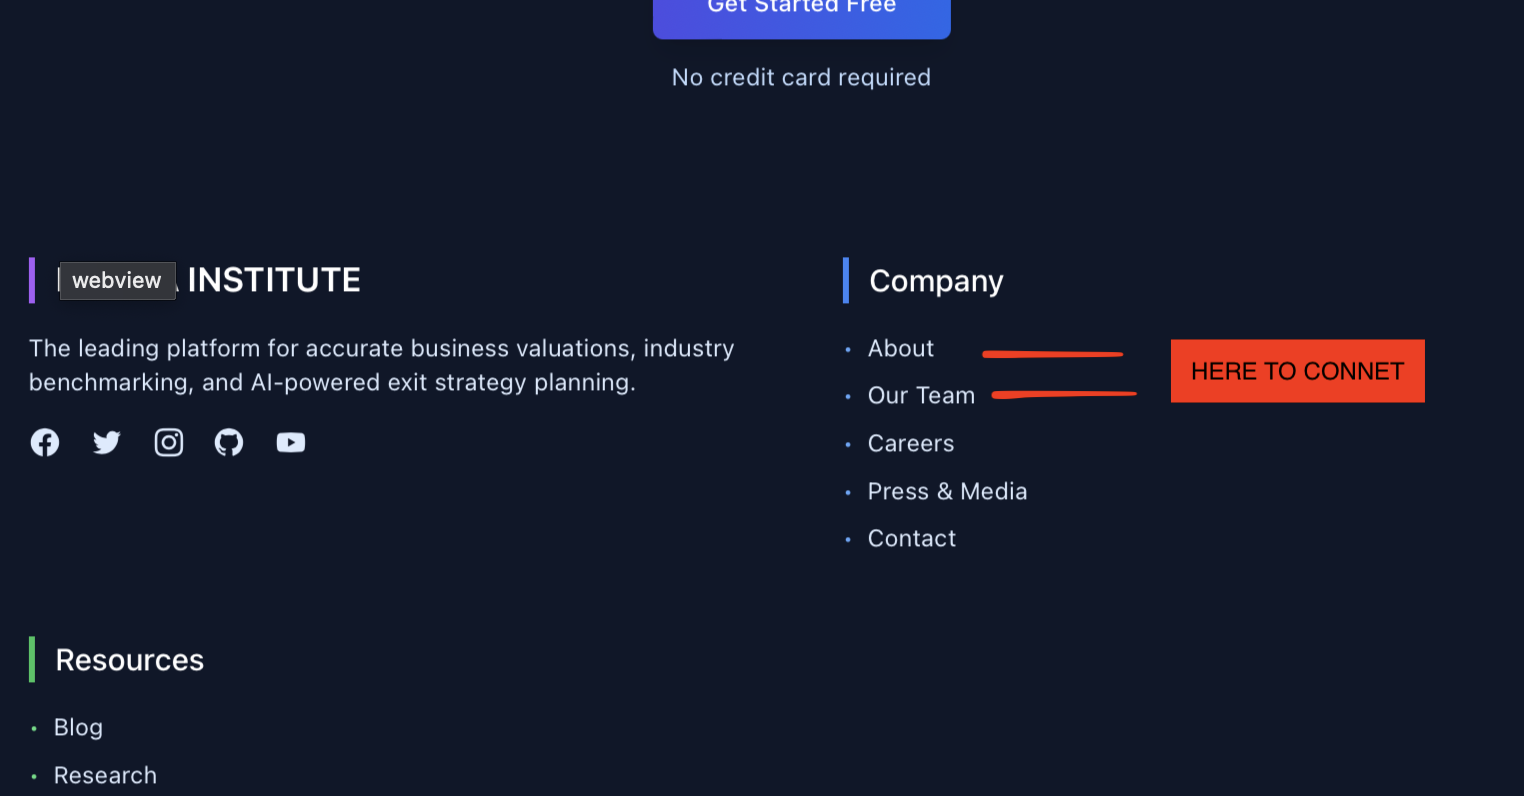 Get Started Free
No credit card required
webview INSTITUTE
The leading platform for accurate business valuations, industry
benchmarking, and AI-powered exit strategy planning.
Company
• About
• Our Team
HERE TO CONNET
• Careers
• Press & Media
• Contact
Resources
• Blog
• Research